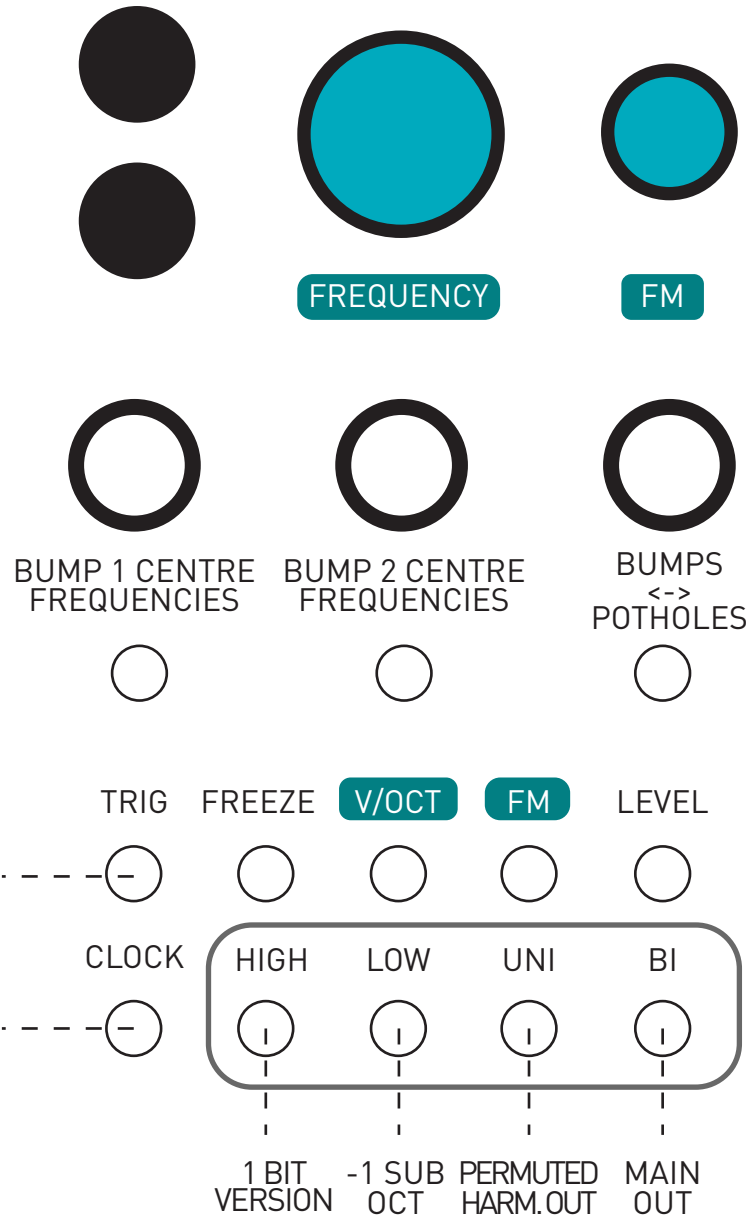 FREQUENCY FM
BUMP 1 CENTRE
FREQUENCIES
BUMP 2 CENTRE
FREQUENCIES
BUMPS
<->
POTHOLES
TRIG FREEZE V/OCT FM LEVEL
CLOCK HIGH LOW UNI BI
1 BIT
VERSION
-1 SUB
OCT
PERMUTED
HARM. OUT
MAIN
OUT